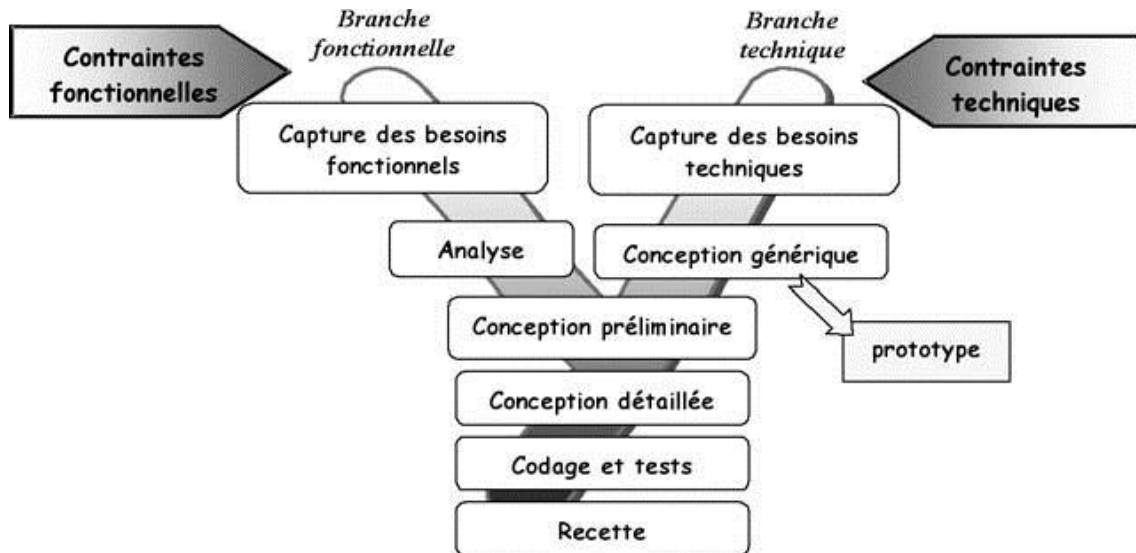 Branche
fonctionnelle
Branche
technique
Contraintes
fonctionnelles
Contraintes
techniques
Capture des besoins
fonctionnels
Capture des besoins
techniques
Analyse
Conception générique
Conception préliminaire
prototype
Conception détaillée
Codage et tests
Recette